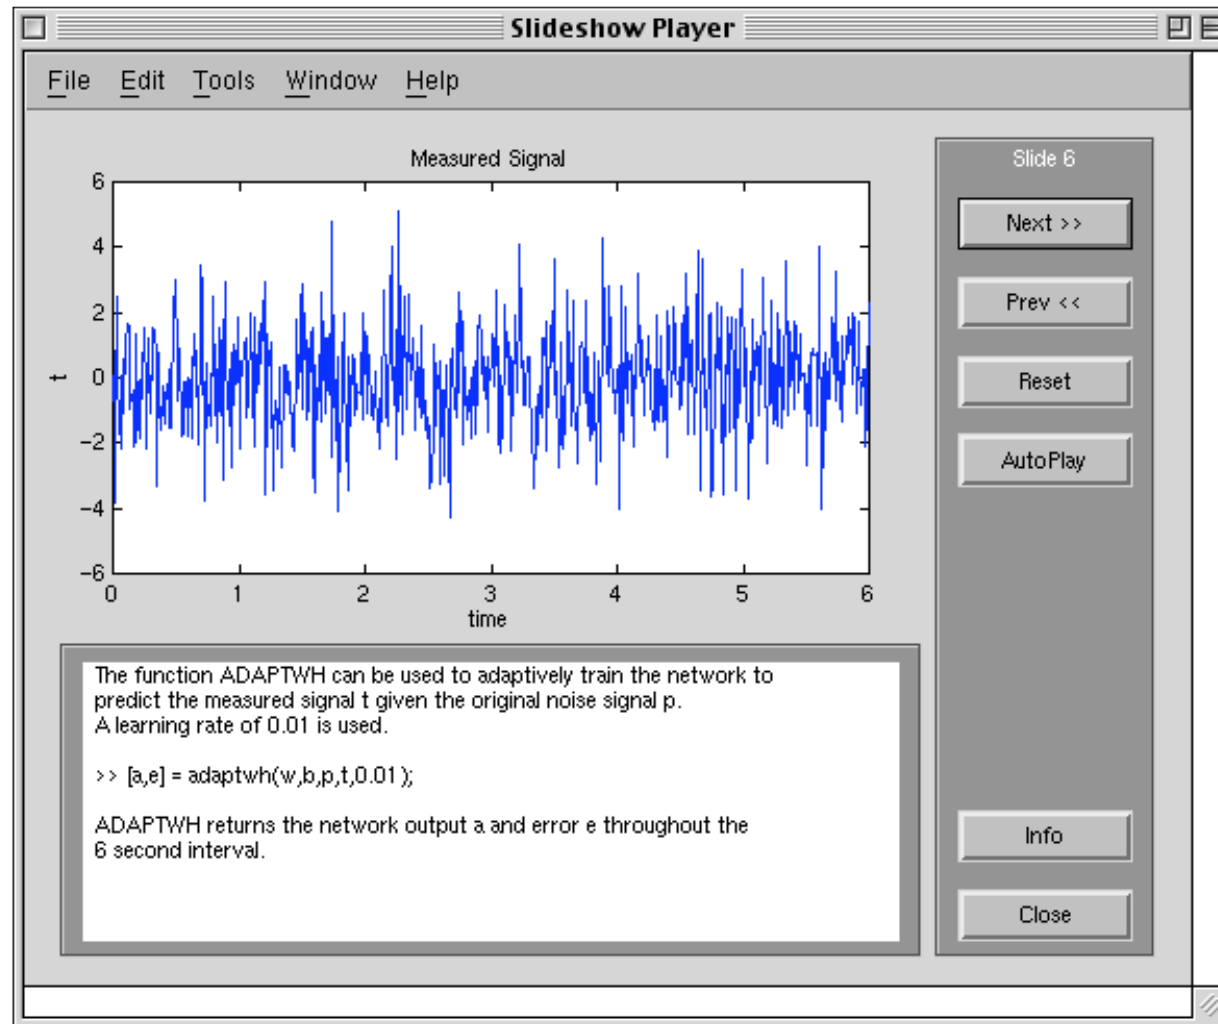 Slideshow Player
File Edit Tools Window Help
Measured Signal
6
4
2
0
−2
−4
−6
t
0 1 2 3 4 5 6
time
The function ADAPTWH can be used to adaptively train the network to
predict the measured signal t given the original noise signal p.
A learning rate of 0.01 is used.
>> [a,e] = adaptwh(w,b,p,t,0.01);
ADAPTWH returns the network output a and error e throughout the
6 second interval.
Slide 6
Next >>
Prev <<
Reset
AutoPlay
Info
Close